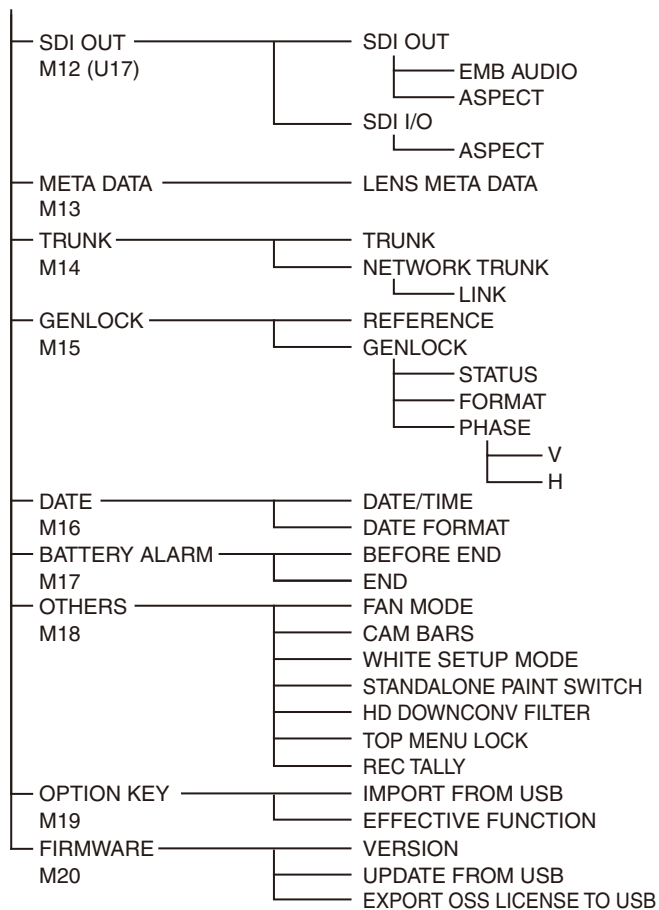 SDI OUT SDI OUT
M12 (U17) EMB AUDIO
ASPECT
SDI I/O
ASPECT
META DATA LENS META DATA
M13
TRUNK TRUNK
M14 NETWORK TRUNK
LINK
GENLOCK REFERENCE
M15 GENLOCK
STATUS
FORMAT
PHASE
V
H
DATE DATE/TIME
M16 DATE FORMAT
BATTERY ALARM BEFORE END
M17 END
OTHERS FAN MODE
M18 CAM BARS
WHITE SETUP MODE
STANDALONE PAINT SWITCH
HD DOWNCONV FILTER
TOP MENU LOCK
REC TALLY
OPTION KEY IMPORT FROM USB
M19 EFFECTIVE FUNCTION
FIRMWARE VERSION
M20 UPDATE FROM USB
EXPORT OSS LICENSE TO USB